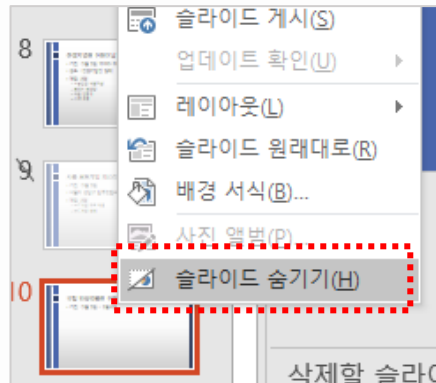 슬라이드 게시(S)
업데이트 확인(U)
레이아웃(L)
슬라이드 원래대로(R)
배경 서식(B)...
사진 앨범(P)...
슬라이드 숨기기(H)
8
9
10
삭제할 슬라이